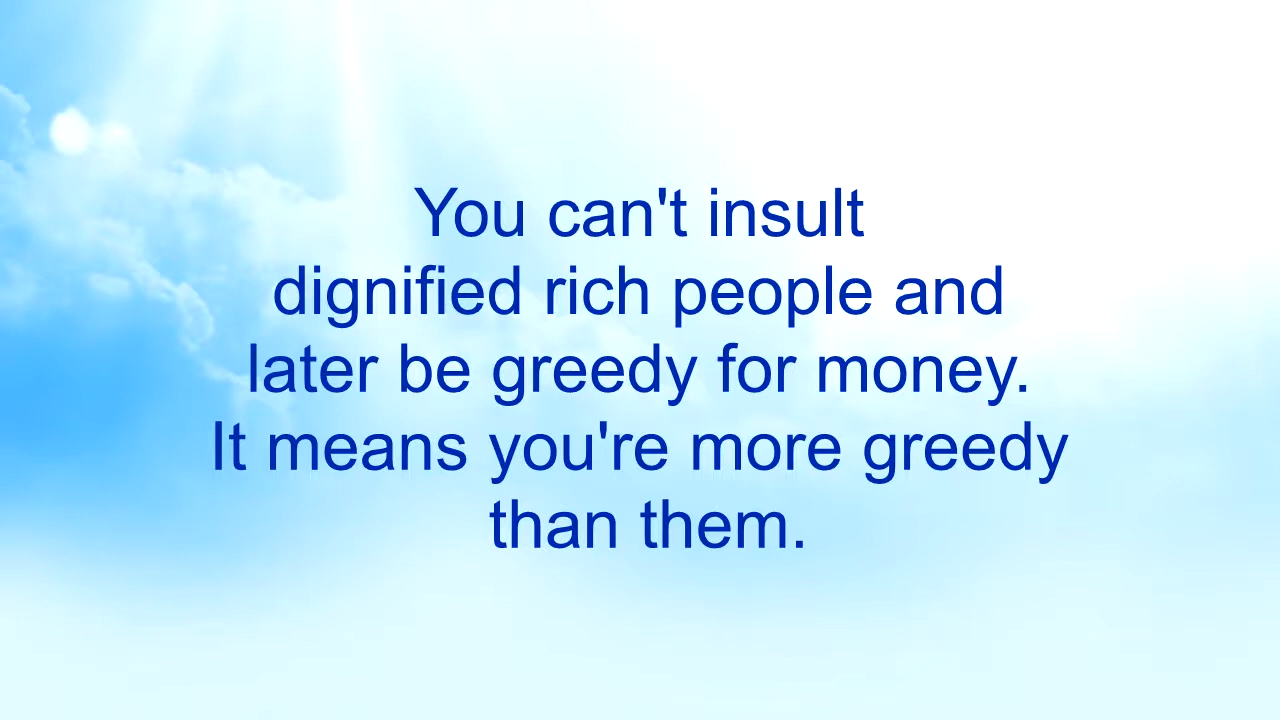 You can't insult
dignified rich people and
later be greedy for money.
It means you're more greedy
than them.